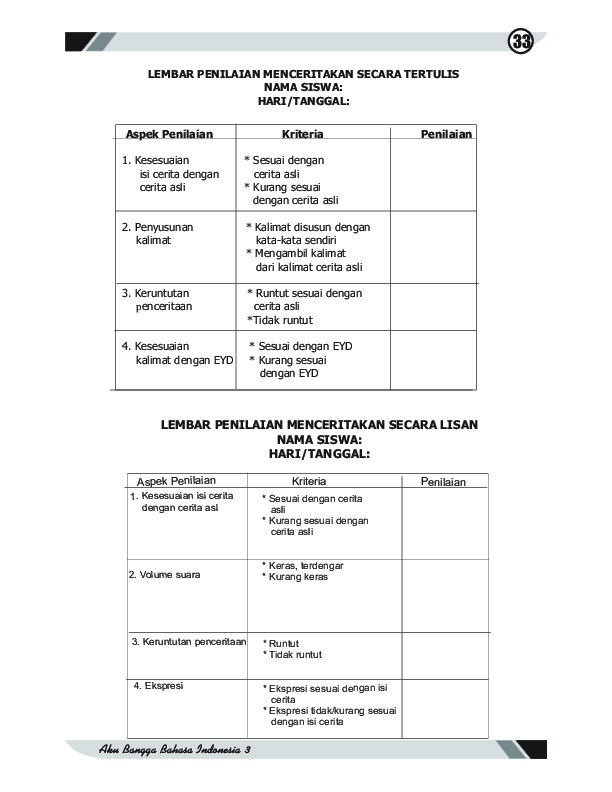 33
LEMBAR PENILAIAN MENCERITAKAN SECARA TERTULIS
NAMA SISWA:
HARI/TANGGAL:
Aspek Penilaian Kriteria Penilaian
1. Kesesuaian * Sesuai dengan
isi cerita dengan cerita asli
cerita asli * Kurang sesuai
dengan cerita asli
2. Penyusunan * Kalimat disusun dengan
kalimat kata-kata sendiri
* Mengambil kalimat
dari kalimat cerita asli
3. Keruntutan * Runtut sesuai dengan
penceritaan cerita asli
*Tidak runtut
4. Kesesuaian * Sesuai dengan EYD
kalimat dengan EYD * Kurang sesuai
dengan EYD
LEMBAR PENILAIAN MENCERITAKAN SECARA LISAN
NAMA SISWA:
HARI/TANGGAL:
Aspek Penilaian Kriteria Penilaian
1. Kesesuaian isi cerita * Sesuai dengan cerita
dengan cerita asl asli
* Kurang sesuai dengan
cerita asli
* Keras, terdengar
2. Volume suara * Kurang keras
3. Keruntutan penceritaan * Runtut
* Tidak runtut
4. Ekspresi * Ekspresi sesuai dengan isi
cerita
* Ekspresi tidak/kurang sesuai
dengan isi cerita
Aku Bangga Bahasa Indonesia 3